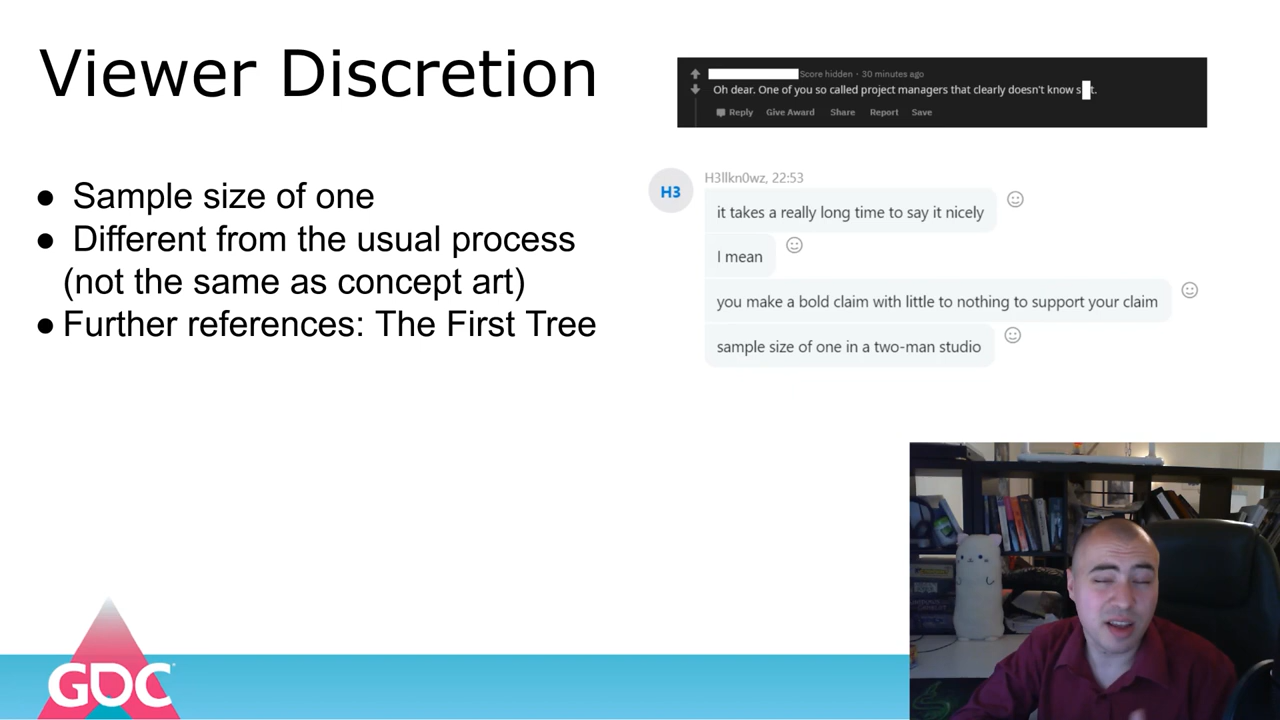 Viewer Discretion
● Sample size of one
● Different from the usual process
(not the same as concept art)
● Further references: The First Tree
Score hidden · 30 minutes ago
Oh dear. One of you so called project managers that clearly doesn't know s t.
Reply Give Award Share Report Save
H3
H3llkn0wz, 22:53
it takes a really long time to say it nicely
I mean
you make a bold claim with little to nothing to support your claim
sample size of one in a two-man studio
GDC